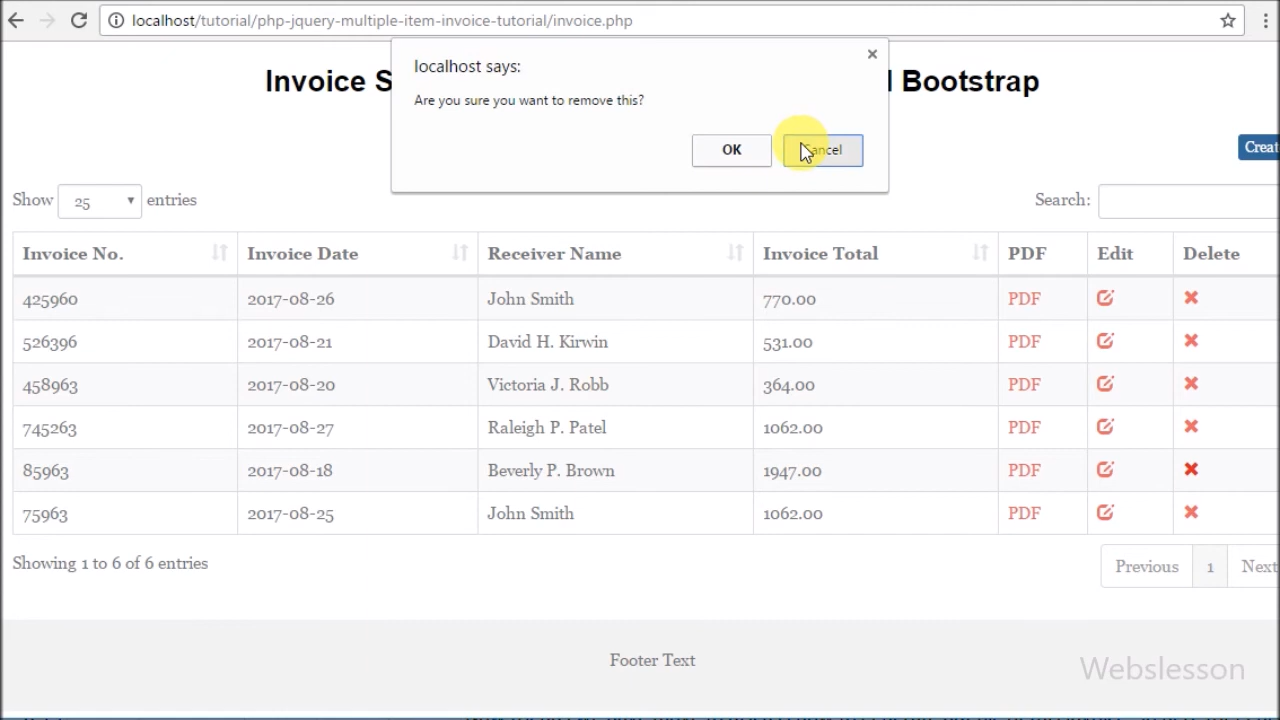 localhost/tutorial/php-jquery-multiple-item-invoice-tutorial/invoice.php
localhost says:
Are you sure you want to remove this?
OK Cancel
Invoice Bootstrap
Show 25 entries
Search:
Invoice No. Invoice Date Receiver Name Invoice Total PDF Edit Delete
425960 2017-08-26 John Smith 770.00 PDF
526396 2017-08-21 David H. Kirwin 531.00 PDF
458963 2017-08-20 Victoria J. Robb 364.00 PDF
745263 2017-08-27 Raleigh P. Patel 1062.00 PDF
85963 2017-08-18 Beverly P. Brown 1947.00 PDF
75963 2017-08-25 John Smith 1062.00 PDF
Showing 1 to 6 of 6 entries
Previous 1 Next
Footer Text
Webslesson